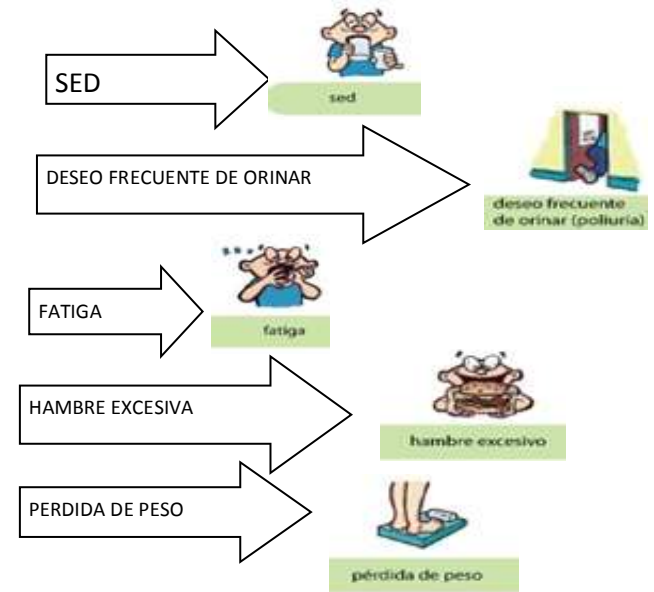 SED
sed
DESEO FRECUENTE DE ORINAR
deseo frecuente
de orinar (poliuria)
FATIGA
fatiga
HAMBRE EXCESIVA
hambre excesivo
PERDIDA DE PESO
pérdida de peso